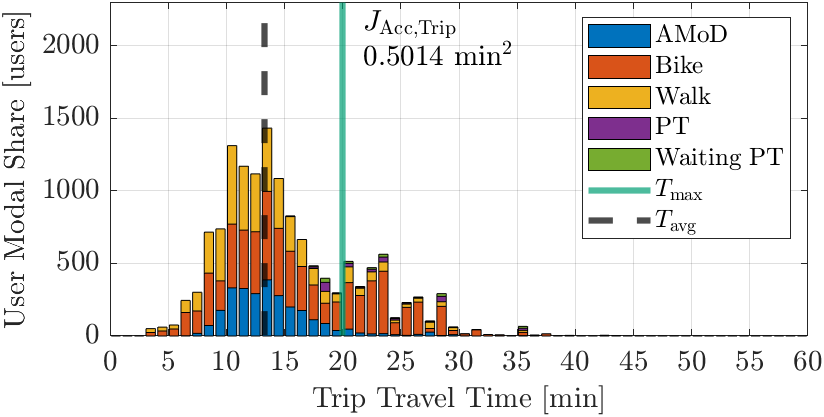 User Modal Share [users]
2000
1500
1000
500
0
J_Acc,Trip
0.5014 min²
AMoD
Bike
Walk
PT
Waiting PT
T_max
T_avg
0 5 10 15 20 25 30 35 40 45 50 55 60
Trip Travel Time [min]